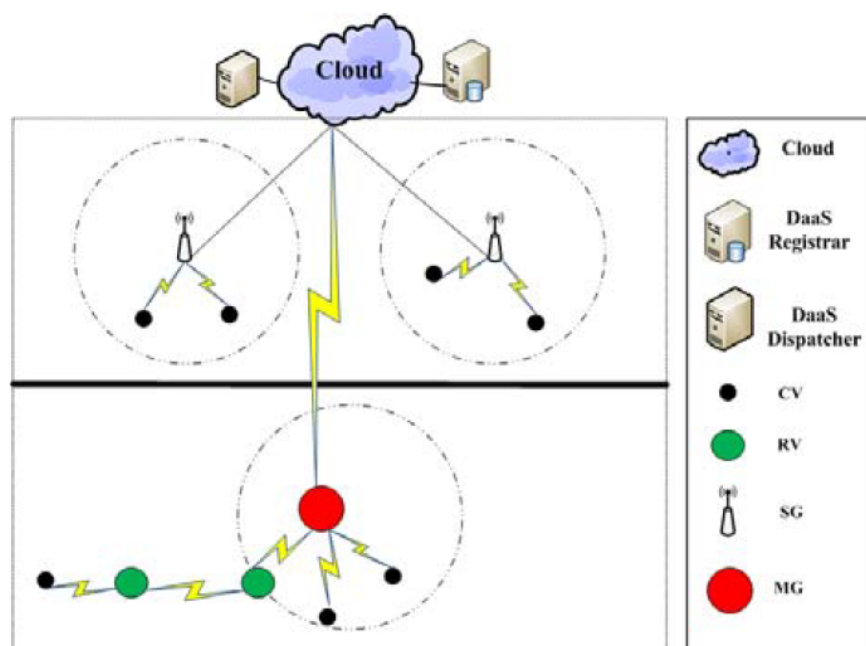 Cloud
Cloud
DaaS
Registrar
DaaS
Dispatcher
CV
RV
SG
MG